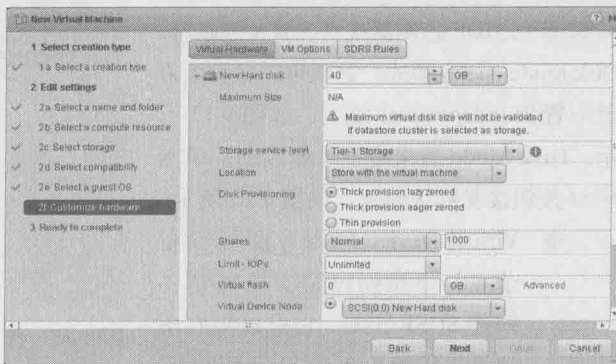 New Virtual Machine
1 Select creation type
1a Select a creation type
2 Edit settings
2a Select a name and folder
2b Select a compute resource
2c Select storage
2d Select compatibility
2e Select a guest OS
2f Customize hardware
3 Ready to complete
Virtual Hardware VM Options SDRS Rules
New Hard disk 40 GB
Maximum Size N/A
Maximum virtual disk size will not be validated
if datastore cluster is selected as storage.
Storage service level Tier-1 Storage
Location Store with the virtual machine
Disk Provisioning Thick provision lazy zeroed
Thick provision eager zeroed
Thin provision
Shares Normal 1000
Limit - IOPs Unlimited
Virtual flash 0 GB Advanced
Virtual Device Node SCSI(0:0) New Hard disk
Back Next Finish Cancel